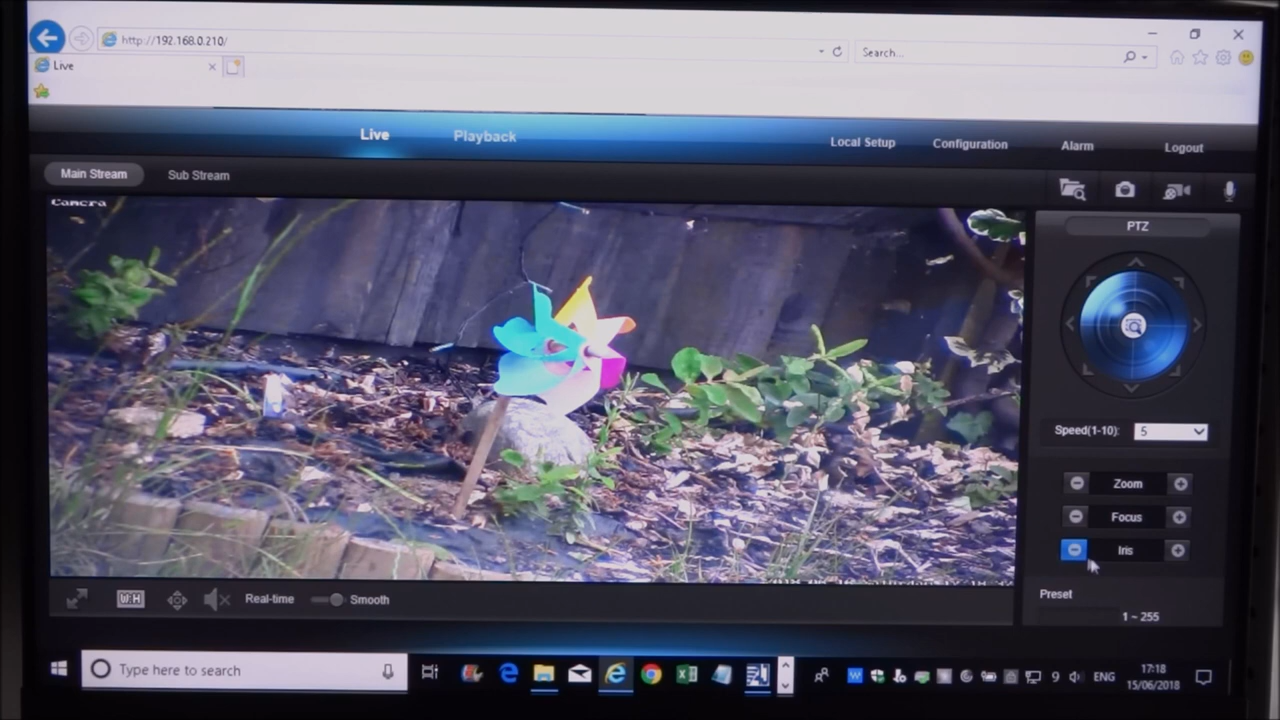 http://192.168.0.210/
Search...
Live
Live
Playback
Local Setup
Configuration
Alarm
Logout
Main Stream
Sub Stream
Camera
PTZ
Speed(1-10):
5
Zoom
Focus
Iris
Preset
1 ~ 255
W:H
Real-time
Smooth
Type here to search
ENG
17:18
15/06/2018